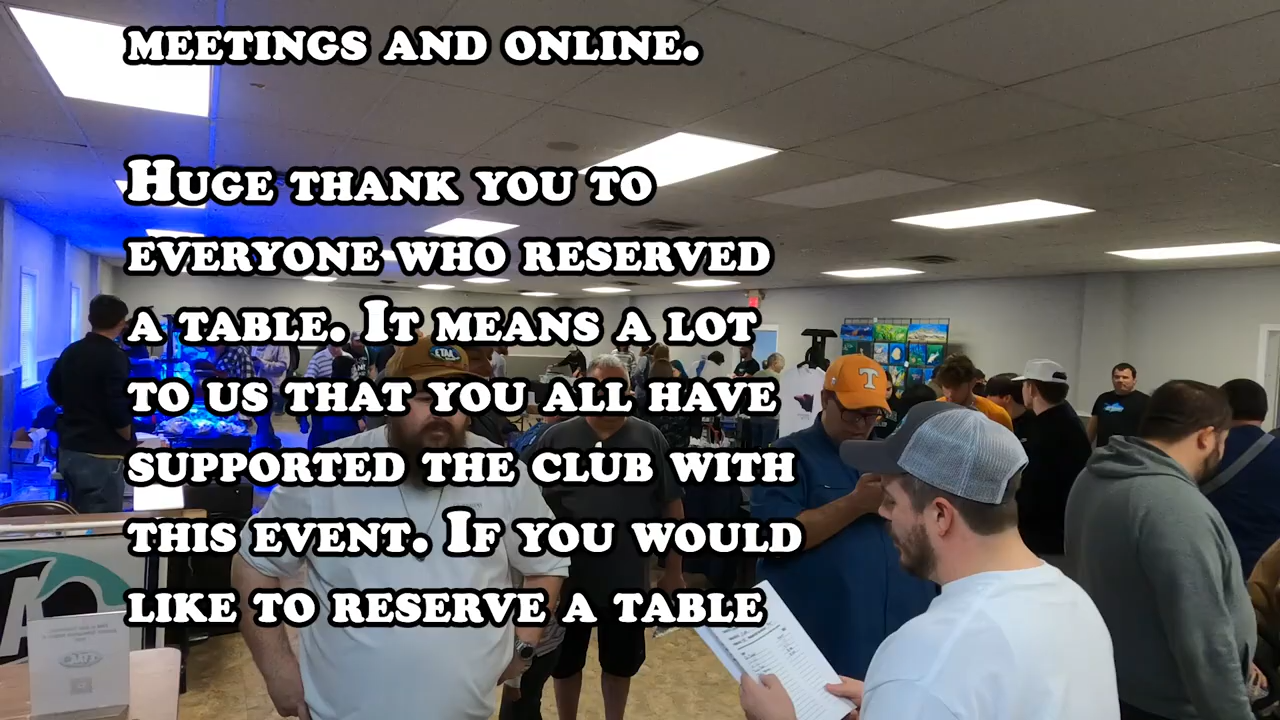 MEETINGS AND ONLINE.
HUGE THANK YOU TO
EVERYONE WHO RESERVED
A TABLE. IT MEANS A LOT
TO US THAT YOU ALL HAVE
SUPPORTED THE CLUB WITH
THIS EVENT. IF YOU WOULD
LIKE TO RESERVE A TABLE
T